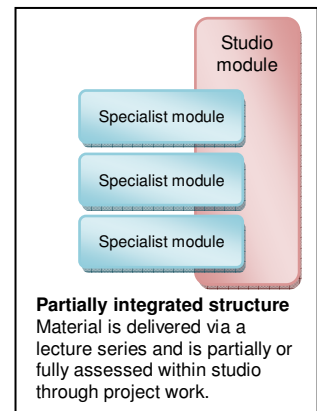 Studio
module
Specialist module
Specialist module
Specialist module
Partially integrated structure
Material is delivered via a
lecture series and is partially or
fully assessed within studio
through project work.